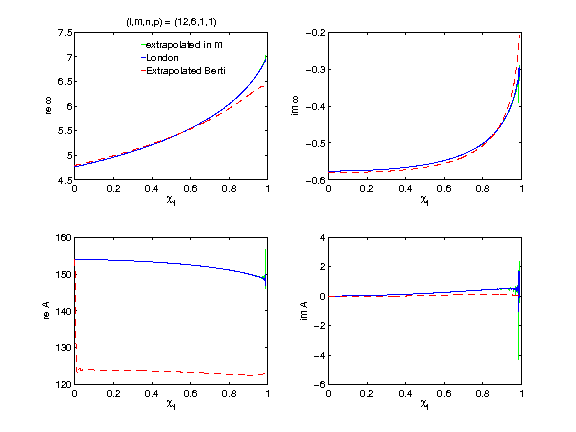 (l,m,n,p) = (12,6,1,1)
7.5
7
6.5
6
5.5
5
4.5
re ω
extrapolated in m
London
Extrapolated Berti
0 0.2 0.4 0.6 0.8 1
χf
-0.2
-0.3
-0.4
-0.5
-0.6
im ω
0 0.2 0.4 0.6 0.8 1
χf
160
150
140
130
120
re A
0 0.2 0.4 0.6 0.8 1
χf
4
2
0
-2
-4
-6
im A
0 0.2 0.4 0.6 0.8 1
χf